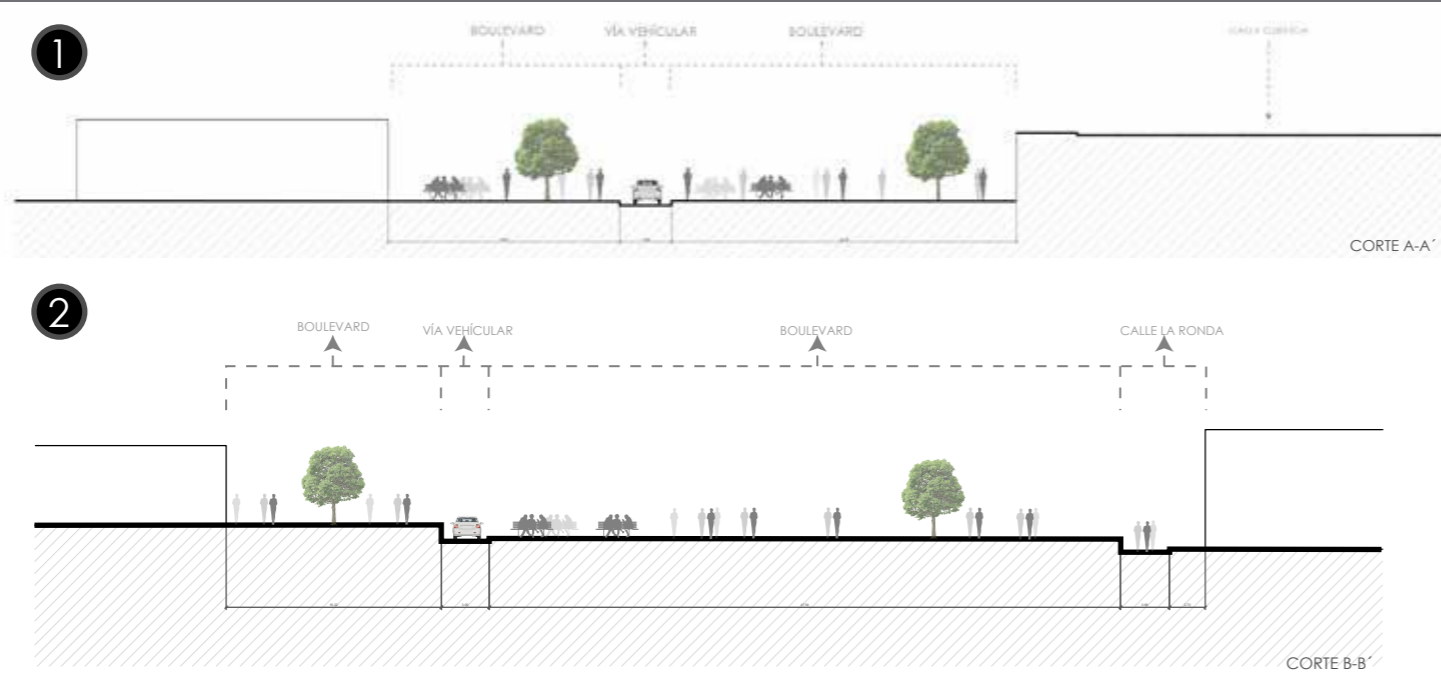 1
BOULEVARD
VÍA VEHÍCULAR
BOULEVARD
CORTE A-A´
2
BOULEVARD
VÍA VEHÍCULAR
BOULEVARD
CALLE LA RONDA
CORTE B-B´